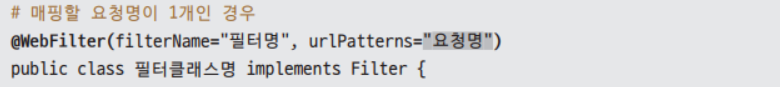 # 매핑할 요청명이 1개인 경우
@WebFilter(filterName="필터명", urlPatterns="요청명")
public class 필터클래스명 implements Filter {